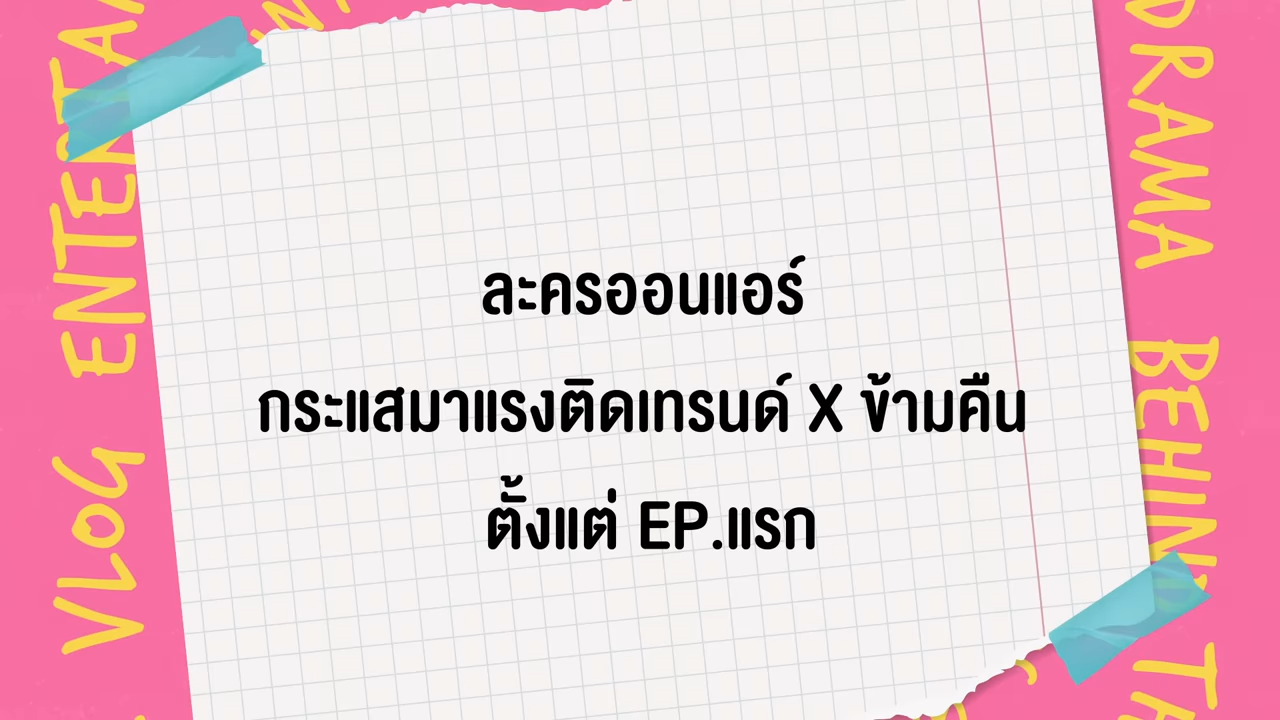 ละครออนแอร์
กระแสมาแรงติดเทรนด์ X ข้ามคืน
ตั้งแต่ EP.แรก
VLOG
DRAMA